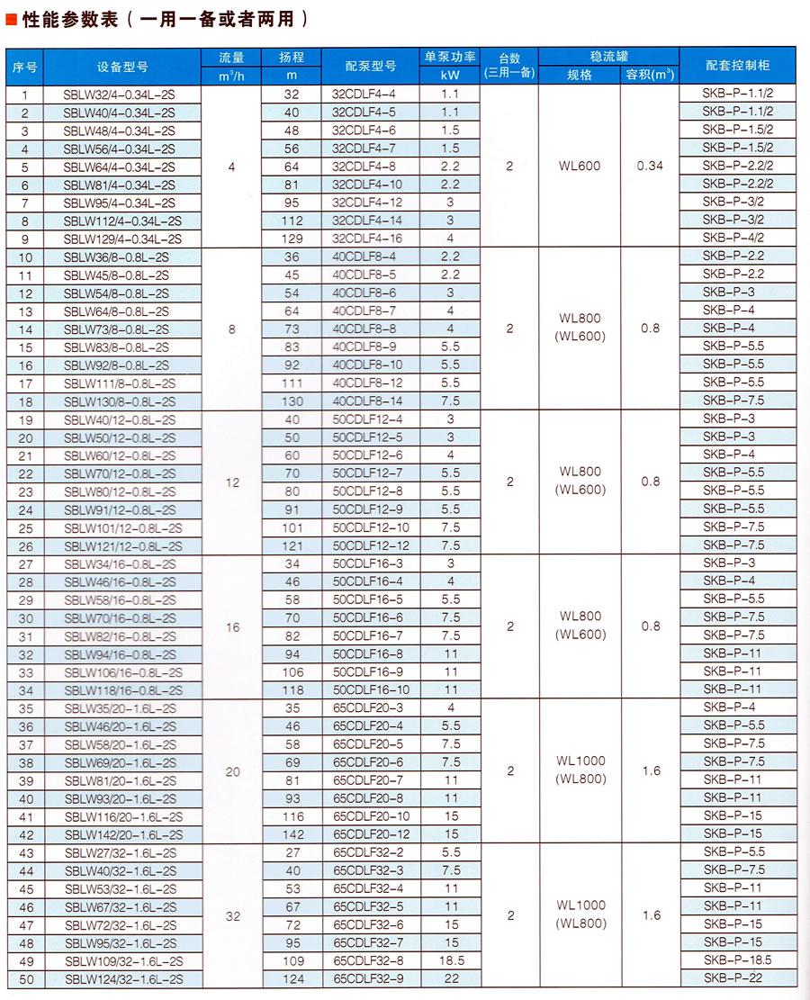 ■ 性能参数表（一用一备或者两用）
序号 设备型号 流量 扬程 配泵型号 单泵功率 台数 稳流罐 配套控制柜
m³/h m kW (三用一备) 规格 容积(m³)
1 SBLW32/4-0.34L-2S 4 32 32CDLF4-4 1.1 2 WL600 0.34 SKB-P-1.1/2
2 SBLW40/4-0.34L-2S 40 32CDLF4-5 1.1 SKB-P-1.1/2
3 SBLW48/4-0.34L-2S 48 32CDLF4-6 1.5 SKB-P-1.5/2
4 SBLW56/4-0.34L-2S 56 32CDLF4-7 1.5 SKB-P-1.5/2
5 SBLW64/4-0.34L-2S 64 32CDLF4-8 2.2 SKB-P-2.2/2
6 SBLW81/4-0.34L-2S 81 32CDLF4-10 2.2 SKB-P-2.2/2
7 SBLW95/4-0.34L-2S 95 32CDLF4-12 3 SKB-P-3/2
8 SBLW112/4-0.34L-2S 112 32CDLF4-14 3 SKB-P-3/2
9 SBLW129/4-0.34L-2S 129 32CDLF4-16 4 SKB-P-4/2
10 SBLW36/8-0.8L-2S 8 36 40CDLF8-4 2.2 2 WL800 (WL600) 0.8 SKB-P-2.2
11 SBLW45/8-0.8L-2S 45 40CDLF8-5 2.2 SKB-P-2.2
12 SBLW54/8-0.8L-2S 54 40CDLF8-6 3 SKB-P-3
13 SBLW64/8-0.8L-2S 64 40CDLF8-7 4 SKB-P-4
14 SBLW73/8-0.8L-2S 73 40CDLF8-8 4 SKB-P-4
15 SBLW83/8-0.8L-2S 83 40CDLF8-9 5.5 SKB-P-5.5
16 SBLW92/8-0.8L-2S 92 40CDLF8-10 5.5 SKB-P-5.5
17 SBLW111/8-0.8L-2S 111 40CDLF8-12 5.5 SKB-P-5.5
18 SBLW130/8-0.8L-2S 130 40CDLF8-14 7.5 SKB-P-7.5
19 SBLW40/12-0.8L-2S 12 40 50CDLF12-4 3 2 WL800 (WL600) 0.8 SKB-P-3
20 SBLW50/12-0.8L-2S 50 50CDLF12-5 3 SKB-P-3
21 SBLW60/12-0.8L-2S 60 50CDLF12-6 4 SKB-P-4
22 SBLW70/12-0.8L-2S 70 50CDLF12-7 5.5 SKB-P-5.5
23 SBLW80/12-0.8L-2S 80 50CDLF12-8 5.5 SKB-P-5.5
24 SBLW91/12-0.8L-2S 91 50CDLF12-9 5.5 SKB-P-5.5
25 SBLW101/12-0.8L-2S 101 50CDLF12-10 7.5 SKB-P-7.5
26 SBLW121/12-0.8L-2S 121 50CDLF12-12 7.5 SKB-P-7.5
27 SBLW34/16-0.8L-2S 16 34 50CDLF16-3 3 2 WL800 (WL600) 0.8 SKB-P-3
28 SBLW46/16-0.8L-2S 46 50CDLF16-4 4 SKB-P-4
29 SBLW58/16-0.8L-2S 58 50CDLF16-5 5.5 SKB-P-5.5
30 SBLW70/16-0.8L-2S 70 50CDLF16-6 7.5 SKB-P-7.5
31 SBLW82/16-0.8L-2S 82 50CDLF16-7 7.5 SKB-P-7.5
32 SBLW94/16-0.8L-2S 94 50CDLF16-8 11 SKB-P-11
33 SBLW106/16-0.8L-2S 106 50CDLF16-9 11 SKB-P-11
34 SBLW118/16-0.8L-2S 118 50CDLF16-10 11 SKB-P-11
35 SBLW35/20-1.6L-2S 20 35 65CDLF20-3 4 2 WL1000 (WL800) 1.6 SKB-P-4
36 SBLW46/20-1.6L-2S 46 65CDLF20-4 5.5 SKB-P-5.5
37 SBLW58/20-1.6L-2S 58 65CDLF20-5 7.5 SKB-P-7.5
38 SBLW69/20-1.6L-2S 69 65CDLF20-6 7.5 SKB-P-7.5
39 SBLW81/20-1.6L-2S 81 65CDLF20-7 11 SKB-P-11
40 SBLW93/20-1.6L-2S 93 65CDLF20-8 11 SKB-P-11
41 SBLW116/20-1.6L-2S 116 65CDLF20-10 15 SKB-P-15
42 SBLW142/20-1.6L-2S 142 65CDLF20-12 15 SKB-P-15
43 SBLW27/32-1.6L-2S 32 27 65CDLF32-2 5.5 2 WL1000 (WL800) 1.6 SKB-P-5.5
44 SBLW40/32-1.6L-2S 40 65CDLF32-3 7.5 SKB-P-7.5
45 SBLW53/32-1.6L-2S 53 65CDLF32-4 11 SKB-P-11
46 SBLW67/32-1.6L-2S 67 65CDLF32-5 11 SKB-P-11
47 SBLW72/32-1.6L-2S 72 65CDLF32-6 15 SKB-P-15
48 SBLW95/32-1.6L-2S 95 65CDLF32-7 15 SKB-P-15
49 SBLW109/32-1.6L-2S 109 65CDLF32-8 18.5 SKB-P-18.5
50 SBLW124/32-1.6L-2S 124 65CDLF32-9 22 SKB-P-22